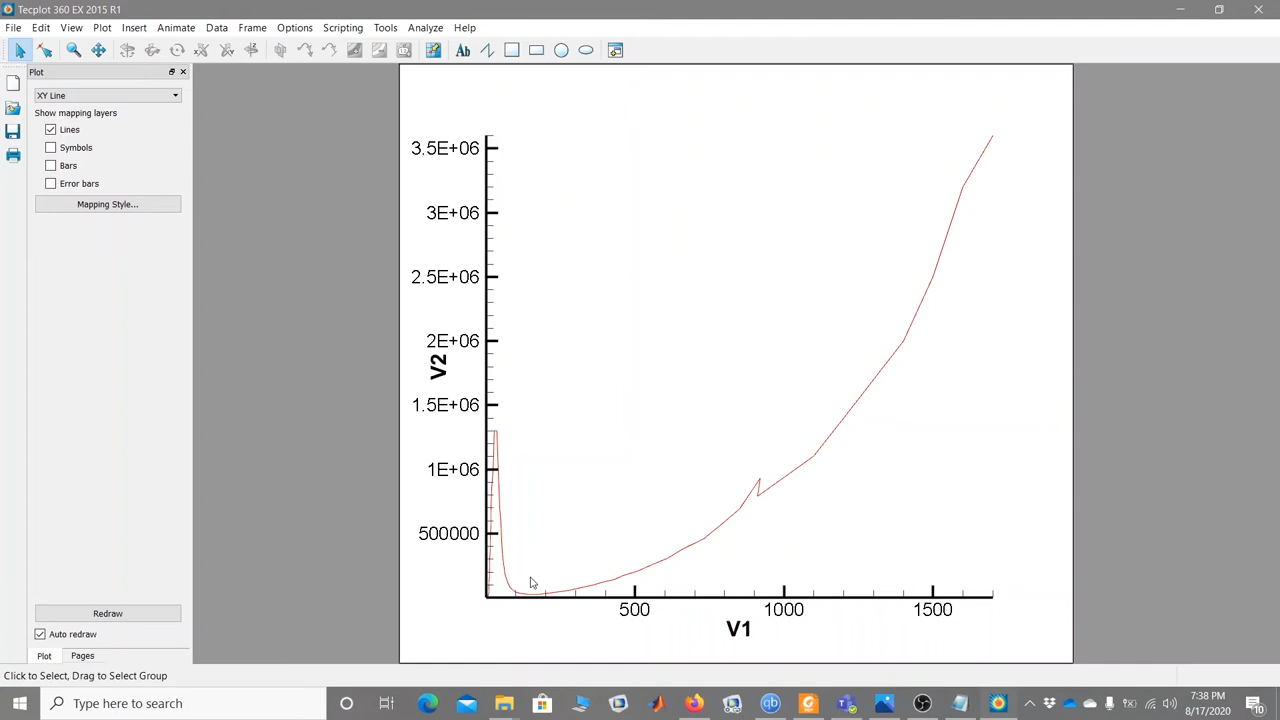 Tecplot 360 EX 2015 R1
File Edit View Plot Insert Animate Data Frame Options Scripting Tools Analyze Help
Ab
Plot
XY Line
Show mapping layers
Lines
Symbols
Bars
Error bars
Mapping Style...
3.5E+06
3E+06
2.5E+06
2E+06
V2
1.5E+06
1E+06
500000
500 1000 1500
V1
Redraw
Auto redraw
Plot Pages
Click to Select, Drag to Select Group
Type here to search
7:38 PM
8/17/2020
10